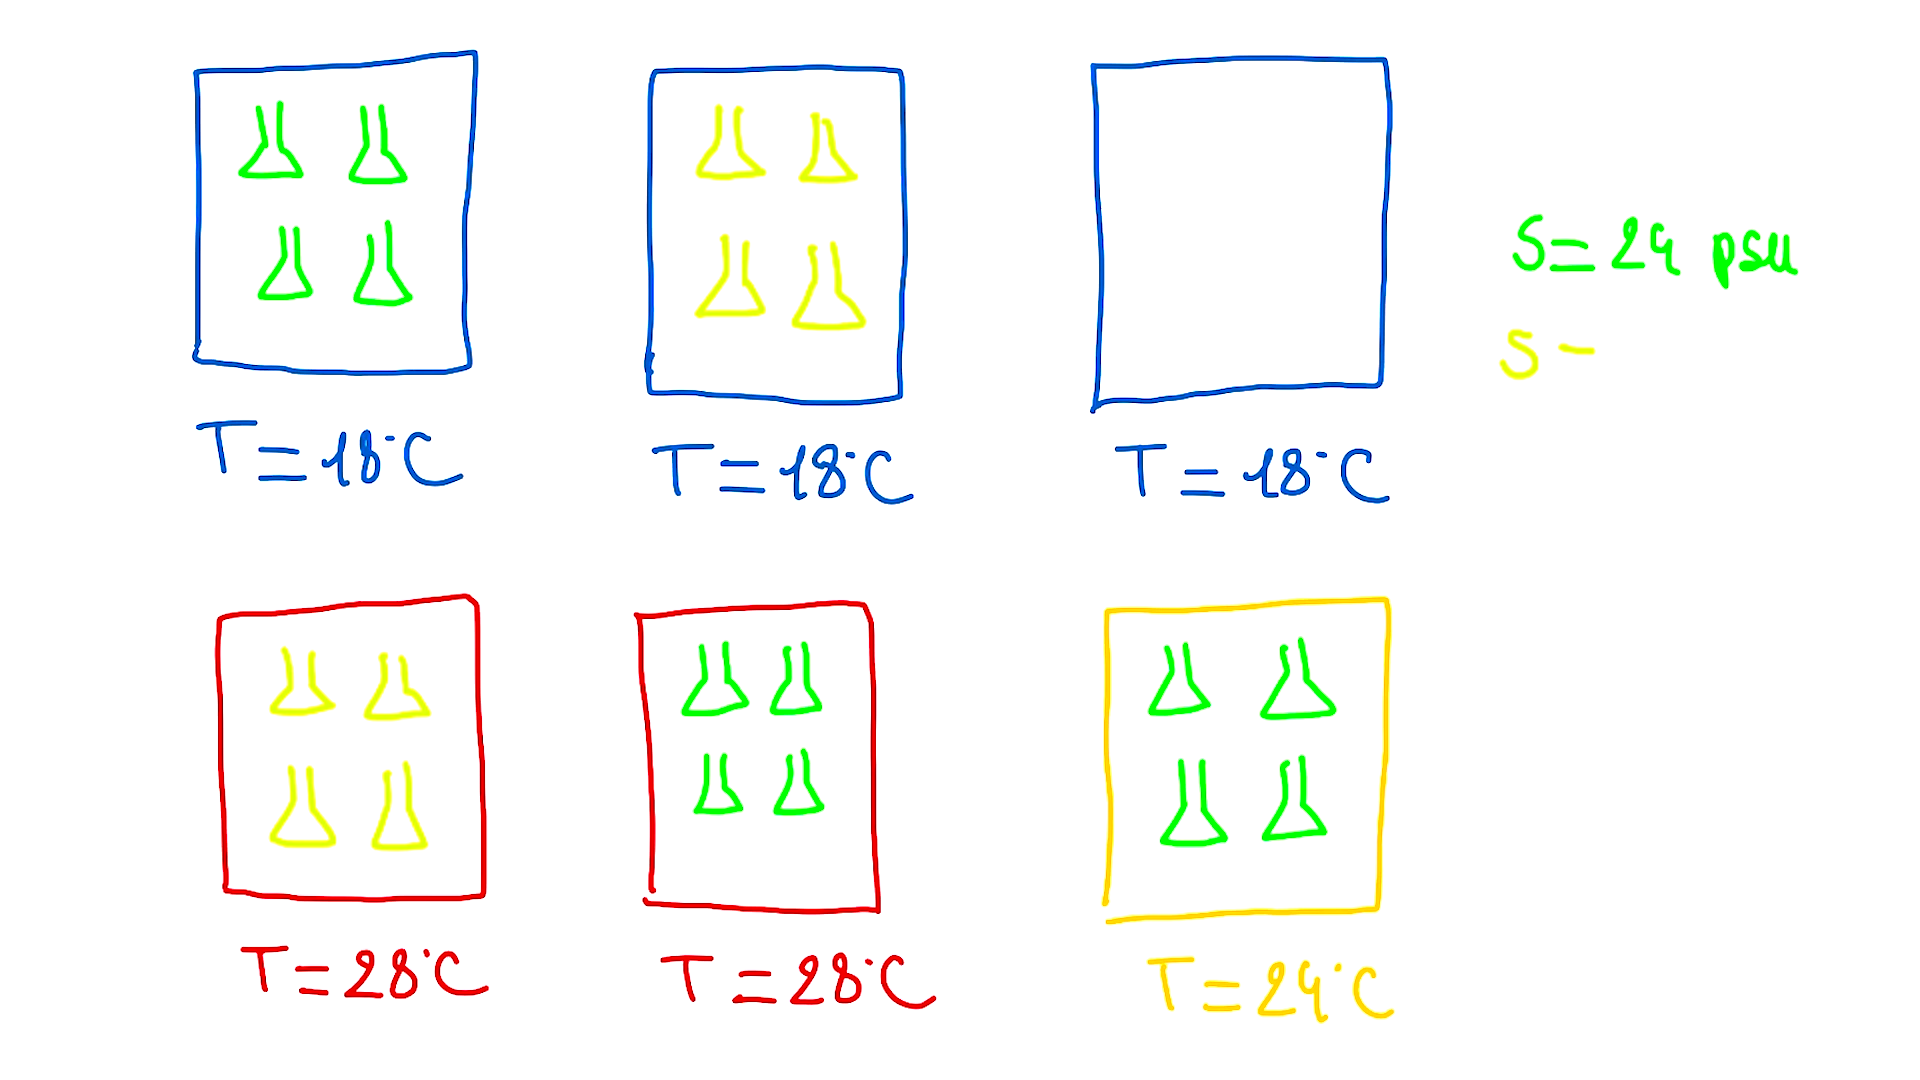 S = 24 psu
S -
T = 18°C
T = 18°C
T = 18°C
T = 28°C
T = 28°C
T = 24°C